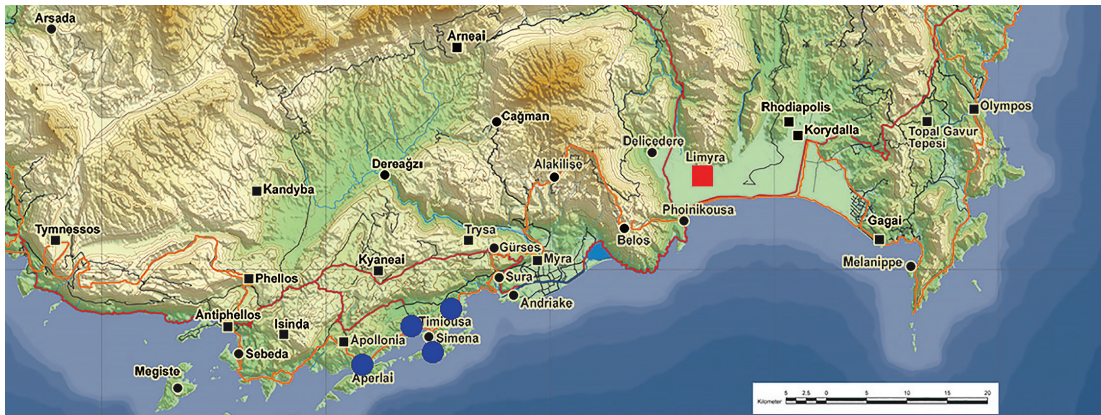 Arsada
Arneai
Olympos
Rhodiapolis
Cağman
Korydalla
Topal Gavur
Tepesi
Delicedere
Limyra
Alakilise
Dereağzı
Kandyba
Phoinikousa
Gagai
Tymnessos
Trysa
Belos
Gürses
Myra
Kyaneai
Melanippe
Phellos
Sura
Andriake
Antiphellos
Isinda
Timiousa
Simena
Apollonia
Sebeda
Aperlai
Megiste
5 2.5 0 5 10 15 20
Kilometer